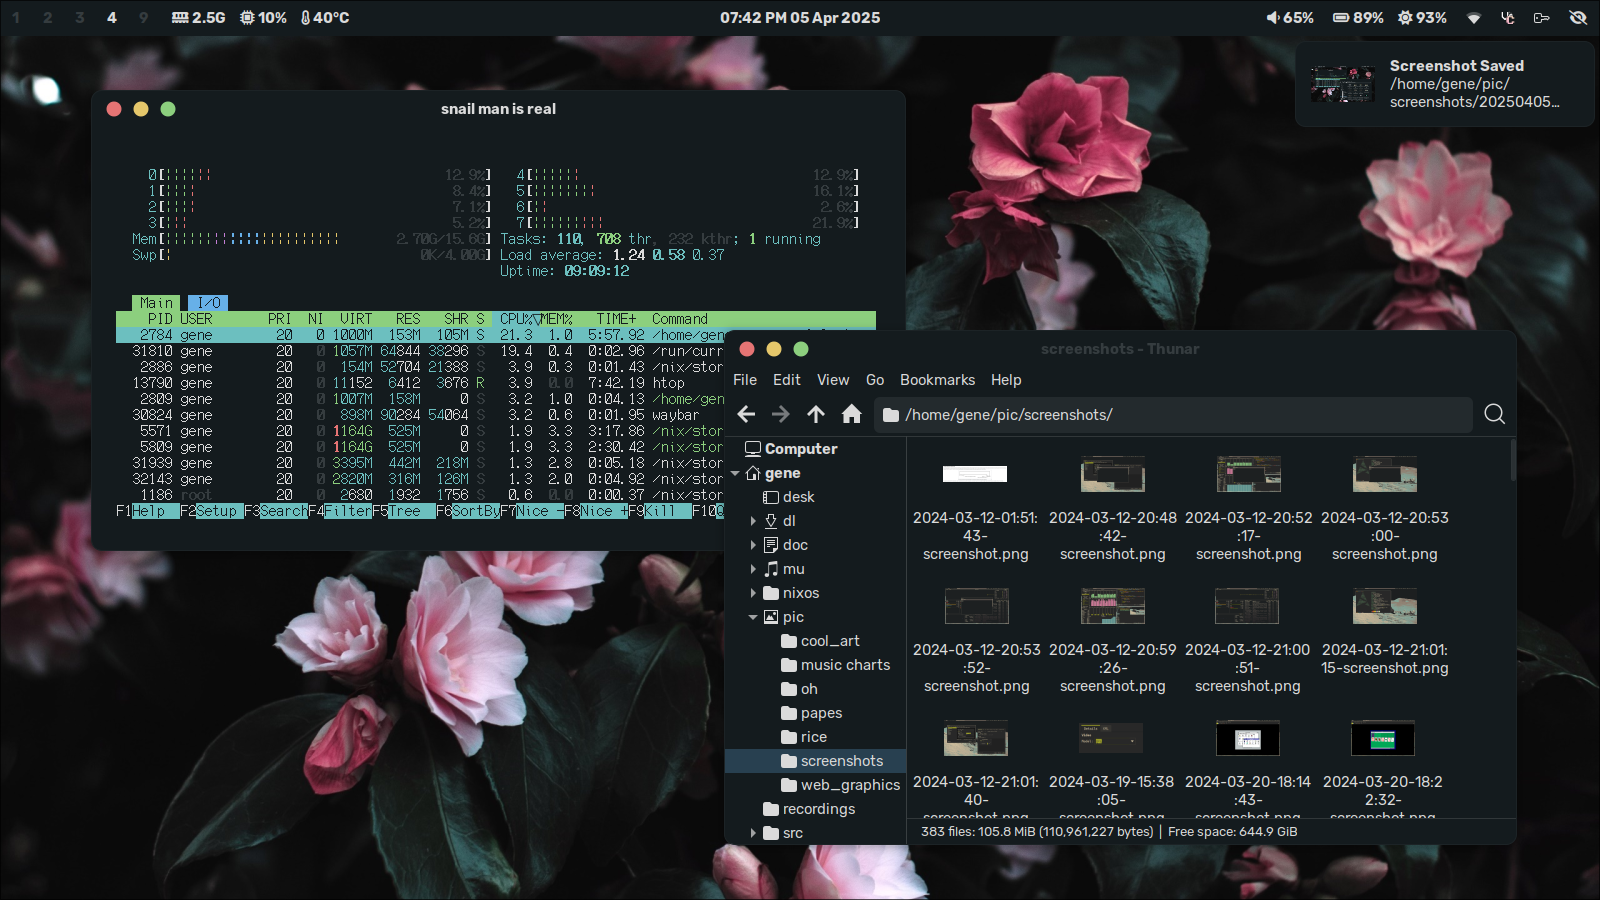 1 2 3 4 9 2.5G 10% 40°C 07:42 PM 05 Apr 2025 65% 89% 93%
Screenshot Saved
/home/gene/pic/
screenshots/20250405…
snail man is real
0[ 12.9%] 4[ 12.9%]
1[ 8.4%] 5[ 16.1%]
2[ 7.1%] 6[ 2.6%]
3[ 5.2%] 7[ 21.9%]
Mem[ 2.70G/15.6G] Tasks: 110, 708 thr, 232 kthr; 1 running
Swp[ 0K/4.00G] Load average: 1.24 0.58 0.37
Uptime: 09:09:12
Main I/O
PID USER PRI NI VIRT RES SHR S CPU%▽MEM% TIME+ Command
2784 gene 20 0 1000M 153M 105M S 21.3 1.0 5:57.92 /home/gen
31810 gene 20 0 1057M 64844 38296 S 19.4 0.4 0:02.96 /run/curr
2886 gene 20 0 154M 52704 21388 S 3.9 0.3 0:01.43 /nix/stor
13790 gene 20 0 11152 6412 3676 R 3.9 0.0 7:42.19 htop
2809 gene 20 0 1007M 158M 0 S 3.2 1.0 0:04.13 /home/gen
30824 gene 20 0 898M 90284 54064 S 3.2 0.6 0:01.95 waybar
5571 gene 20 0 1164G 525M 0 S 1.9 3.3 3:17.86 /nix/stor
5809 gene 20 0 1164G 525M 0 S 1.9 3.3 2:30.42 /nix/stor
31939 gene 20 0 3395M 442M 218M S 1.3 2.8 0:05.18 /nix/stor
32143 gene 20 0 2820M 316M 126M S 1.3 2.0 0:04.92 /nix/stor
1186 root 20 0 2680 1932 1756 S 0.6 0.0 0:00.37 /nix/stor
F1Help F2Setup F3SearchF4FilterF5Tree F6SortByF7Nice -F8Nice +F9Kill F10Q
screenshots - Thunar
File Edit View Go Bookmarks Help
/home/gene/pic/screenshots/
Computer
gene
desk
dl
doc
mu
nixos
pic
cool_art
music charts
oh
papes
rice
screenshots
web_graphics
recordings
src
2024-03-12-01:51:
43-
screenshot.png
2024-03-12-20:48
:42-
screenshot.png
2024-03-12-20:52
:17-
screenshot.png
2024-03-12-20:53
:00-
screenshot.png
2024-03-12-20:53
:52-
screenshot.png
2024-03-12-20:59
:26-
screenshot.png
2024-03-12-21:00
:51-
screenshot.png
2024-03-12-21:01:
15-screenshot.png
2024-03-12-21:01:
40-
screenshot.png
2024-03-19-15:38
:05-
screenshot.png
2024-03-20-18:14
:43-
screenshot.png
2024-03-20-18:2
2:32-
screenshot.png
383 files: 105.8 MiB (110,961,227 bytes) | Free space: 644.9 GiB